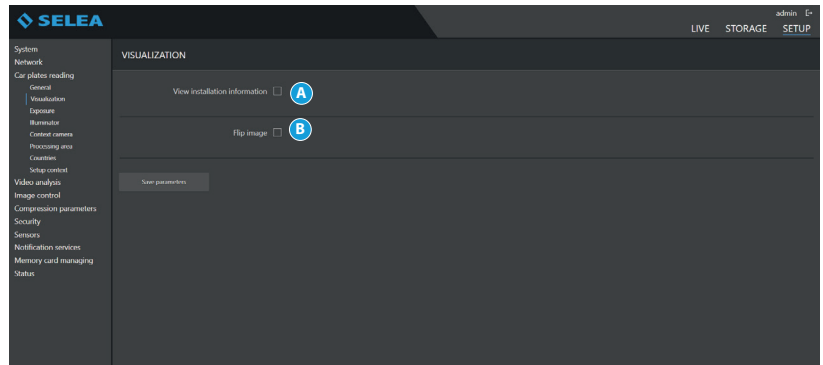 SELEA
admin
LIVE STORAGE SETUP
System
Network
Car plates reading
General
Visualization
Exposure
Illuminator
Context camera
Processing area
Countries
Setup context
Video analysis
Image control
Compression parameters
Security
Sensors
Notification services
Memory card managing
Status
VISUALIZATION
View installation information A
Flip image B
Save parameters